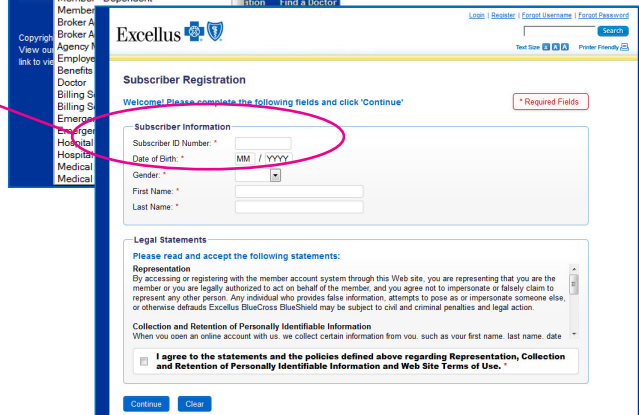 Member
Dependent
stion Find a Doctor
Member
Broker A
Copyrigh
Broker A
View our
Agency M
link to vie
Employe
Benefits
Doctor
Billing S
Billing S
Emerge
Emerger
Hospital
Hospital
Medical
Medical
Login | Register | Forgot Username | Forgot Password
Excellus
Search
Text Size A A A Printer Friendly
Subscriber Registration
Welcome! Please complete the following fields and click 'Continue'
* Required Fields
Subscriber Information
Subscriber ID Number: *
Date of Birth: * MM / YYYY
Gender: *
First Name: *
Last Name: *
Legal Statements
Please read and accept the following statements:
Representation
By accessing or registering with the member account system through this Web site, you are representing that you are the
member or you are legally authorized to act on behalf of the member, and you agree not to impersonate or falsely claim to
represent any other person. Any individual who provides false information, attempts to pose as or impersonate someone else,
or otherwise defrauds Excellus BlueCross BlueShield may be subject to civil and criminal penalties and legal action.
Collection and Retention of Personally Identifiable Information
When you open an online account with us, we collect certain information from you, such as your first name, last name, date
I agree to the statements and the policies defined above regarding Representation, Collection
and Retention of Personally Identifiable Information and Web Site Terms of Use. *
Continue Clear